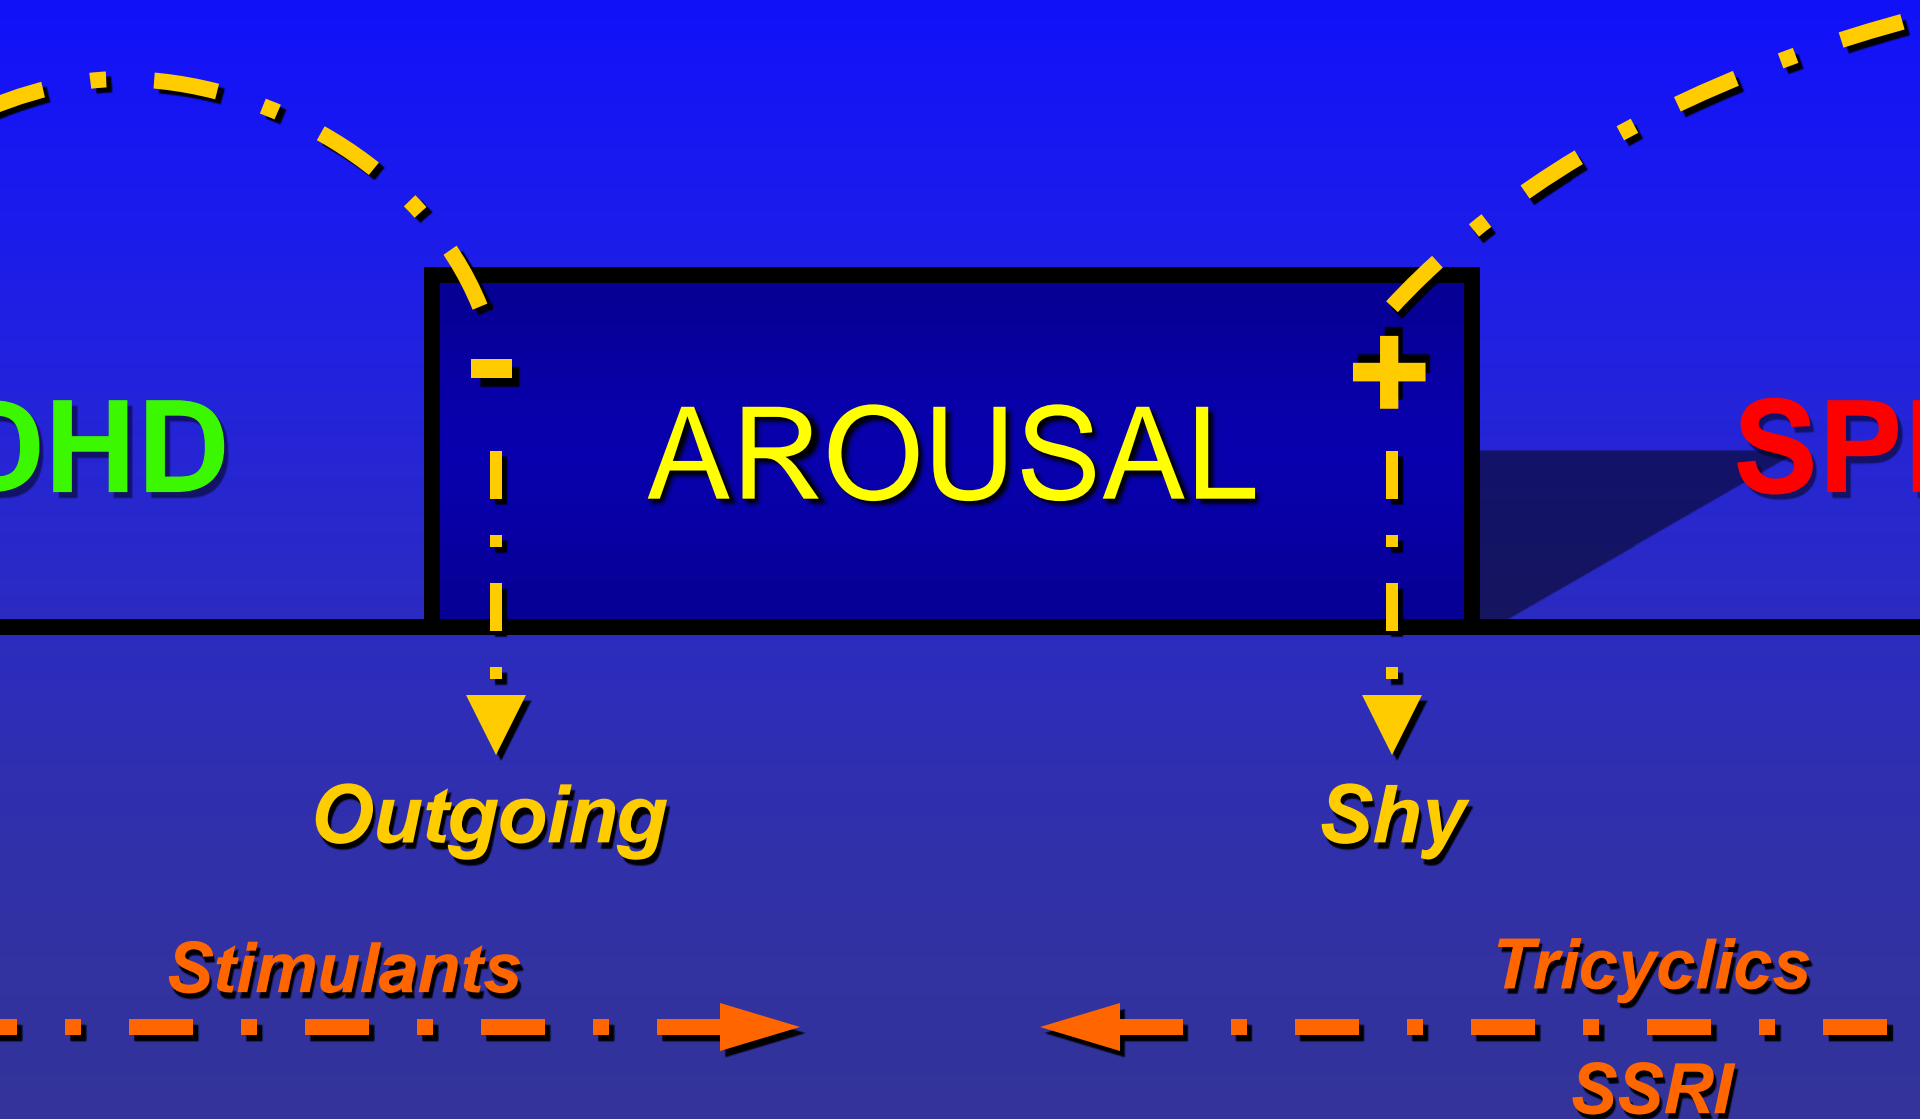 -
+
DHD
AROUSAL
SP
Outgoing
Shy
Stimulants
Tricyclics
SSRI